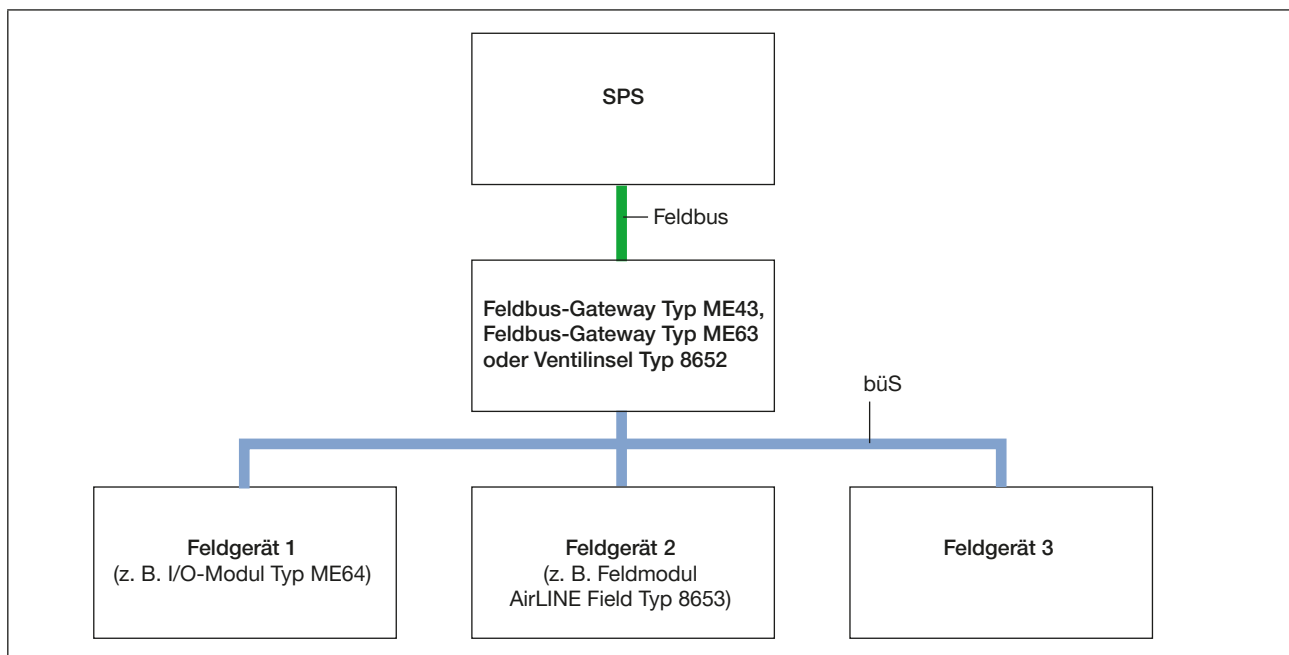 SPS
Feldbus
Feldbus-Gateway Typ ME43,
Feldbus-Gateway Typ ME63
oder Ventilinsel Typ 8652
büS
Feldgerät 1
(z. B. I/O-Modul Typ ME64)
Feldgerät 2
(z. B. Feldmodul
AirLINE Field Typ 8653)
Feldgerät 3